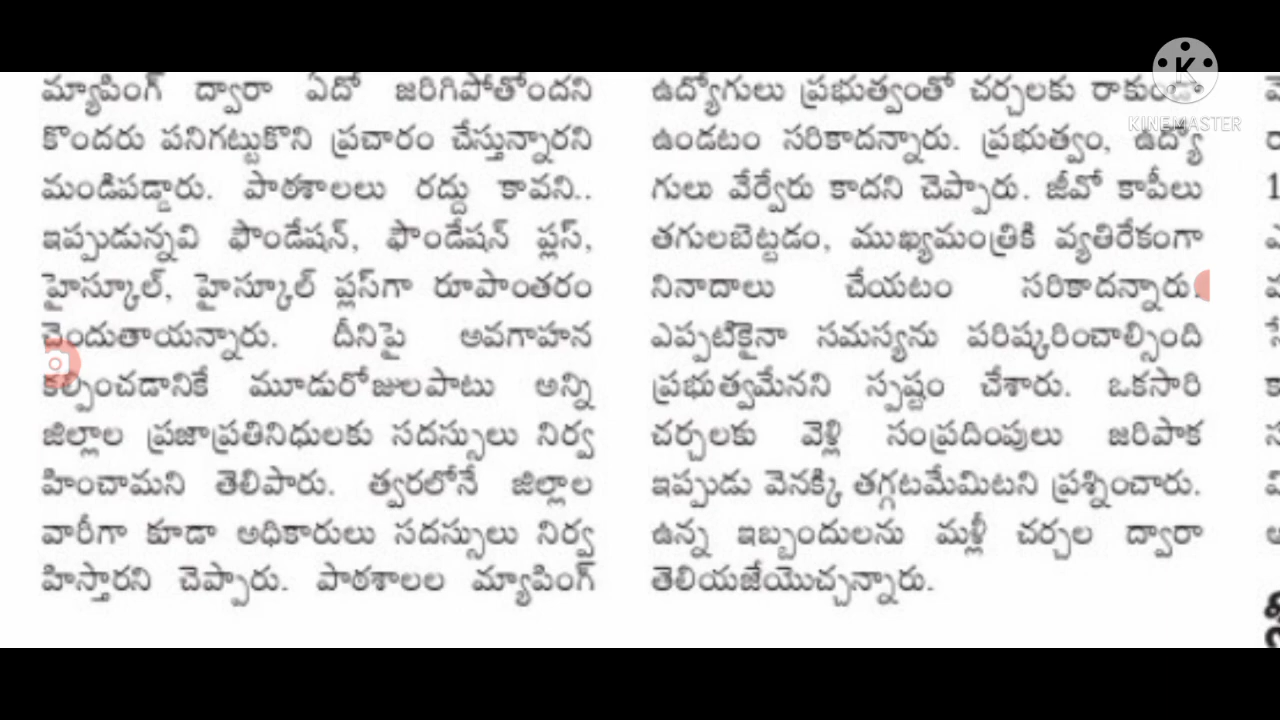 మ్యాపింగ్ ద్వారా ఏదో జరిగిపోతోందని
కొందరు పనిగట్టుకొని ప్రచారం చేస్తున్నారని
మండిపడ్డారు. పాఠశాలలు రద్దు కావని..
ఇప్పుడున్నవి ఫౌండేషన్, ఫౌండేషన్ ప్లస్,
హైస్కూల్, హైస్కూల్ ప్లస్‌గా రూపాంతరం
చెందుతాయన్నారు. దీనిపై అవగాహన
కల్పించడానికే మూడురోజులపాటు అన్ని
జిల్లాల ప్రజాప్రతినిధులకు సదస్సులు నిర్వ
హించామని తెలిపారు. త్వరలోనే జిల్లాల
వారీగా కూడా అధికారులు సదస్సులు నిర్వ
హిస్తారని చెప్పారు. పాఠశాలల మ్యాపింగ్
ఉద్యోగులు ప్రభుత్వంతో చర్చలకు రాకుండా
ఉండటం సరికాదన్నారు. ప్రభుత్వం, ఉద్యో
గులు వేర్వేరు కాదని చెప్పారు. జీవో కాపీలు
తగులబెట్టడం, ముఖ్యమంత్రికి వ్యతిరేకంగా
నినాదాలు చేయటం సరికాదన్నారు.
ఎప్పటికైనా సమస్యను పరిష్కరించాల్సింది
ప్రభుత్వమేనని స్పష్టం చేశారు. ఒకసారి
చర్చలకు వెళ్లి సంప్రదింపులు జరిపాక
ఇప్పుడు వెనక్కి తగ్గటమేమిటని ప్రశ్నించారు.
ఉన్న ఇబ్బందులను మళ్లీ చర్చల ద్వారా
తెలియజేయొచ్చన్నారు.
KINEMASTER